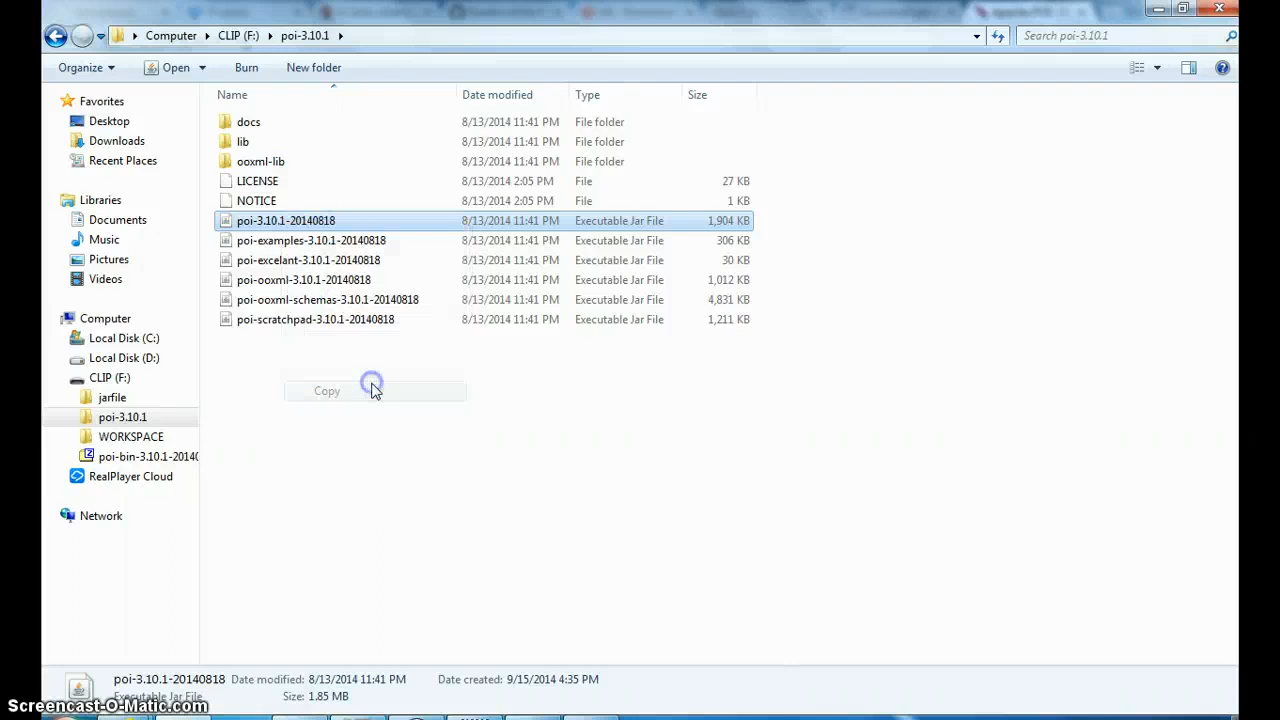 Computer CLIP (F:) poi-3.10.1 Search poi-3.10.1
Organize Open Burn New folder
Name Date modified Type Size
Favorites
Desktop
Downloads
Recent Places
Libraries
Documents
Music
Pictures
Videos
Computer
Local Disk (C:)
Local Disk (D:)
CLIP (F:)
jarfile
poi-3.10.1
WORKSPACE
poi-bin-3.10.1-20140
RealPlayer Cloud
Network
docs 8/13/2014 11:41 PM File folder
lib 8/13/2014 11:41 PM File folder
ooxml-lib 8/13/2014 11:41 PM File folder
LICENSE 8/13/2014 2:05 PM File 27 KB
NOTICE 8/13/2014 2:05 PM File 1 KB
poi-3.10.1-20140818 8/13/2014 11:41 PM Executable Jar File 1,904 KB
poi-examples-3.10.1-20140818 8/13/2014 11:41 PM Executable Jar File 306 KB
poi-excelant-3.10.1-20140818 8/13/2014 11:41 PM Executable Jar File 30 KB
poi-ooxml-3.10.1-20140818 8/13/2014 11:41 PM Executable Jar File 1,012 KB
poi-ooxml-schemas-3.10.1-20140818 8/13/2014 11:41 PM Executable Jar File 4,831 KB
poi-scratchpad-3.10.1-20140818 8/13/2014 11:41 PM Executable Jar File 1,211 KB
Copy
poi-3.10.1-20140818 Date modified: 8/13/2014 11:41 PM Date created: 9/15/2014 4:35 PM
Executable Jar File Size: 1.85 MB
Screencast-O-Matic.com